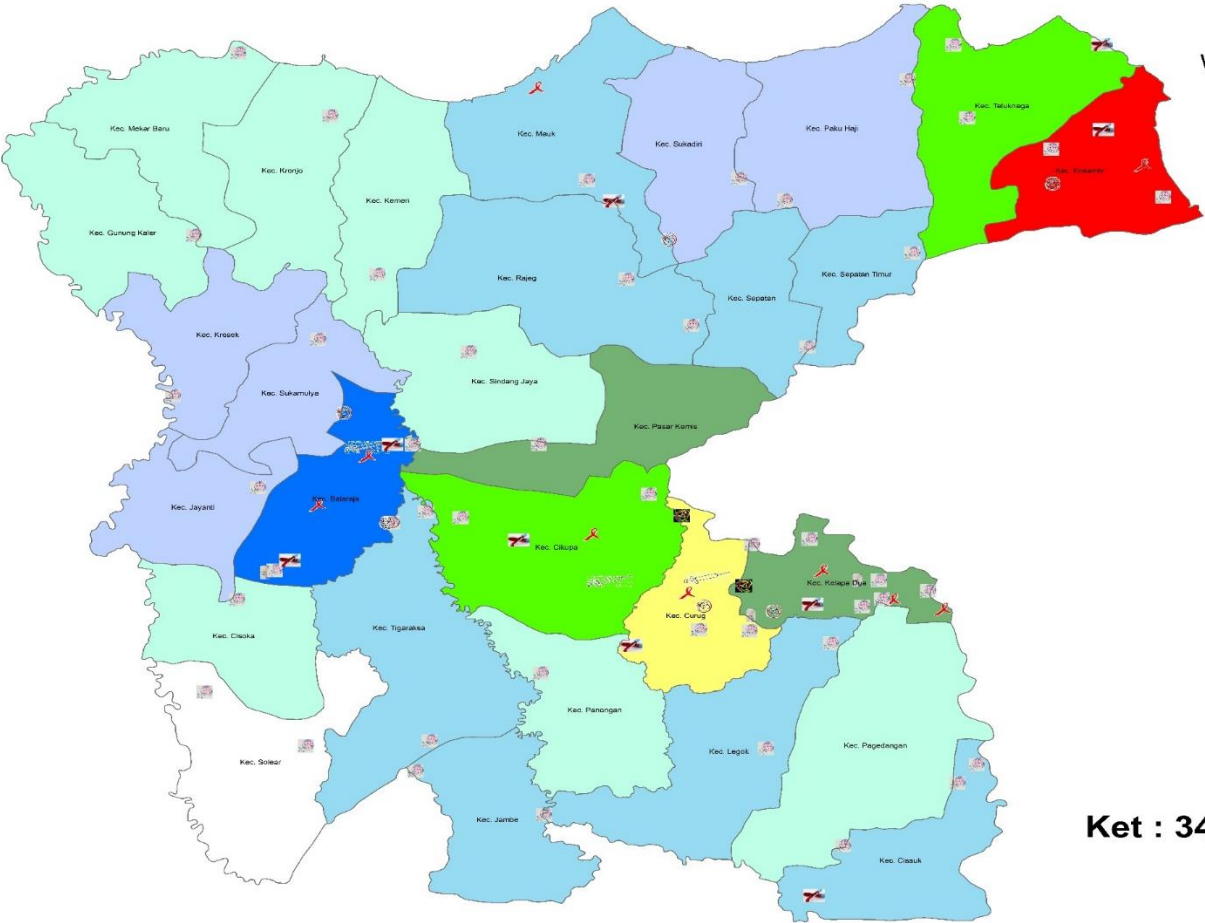 Kec. Teluknaga
Kec. Mekar Baru
Kec. Mauk
Kec. Paku Haji
Kec. Sukadiri
Kec. Kronjo
Kec. Kosambi
Kec. Kemeri
Kec. Gunung Kaler
Kec. Rajeg
Kec. Sepatan Timur
Kec. Sepatan
Kec. Kresek
Kec. Sindang Jaya
Kec. Sukamulya
Kec. Pasar Kemis
Kec. Balaraja
Kec. Jayanti
Kec. Cikupa
Kec. Kelapa Dua
Kec. Curug
Kec. Tigaraksa
Kec. Cisoka
Kec. Panongan
Kec. Pagedangan
Kec. Legok
Kec. Solear
Kec. Jambe
Ket : 34
Kec. Cisauk